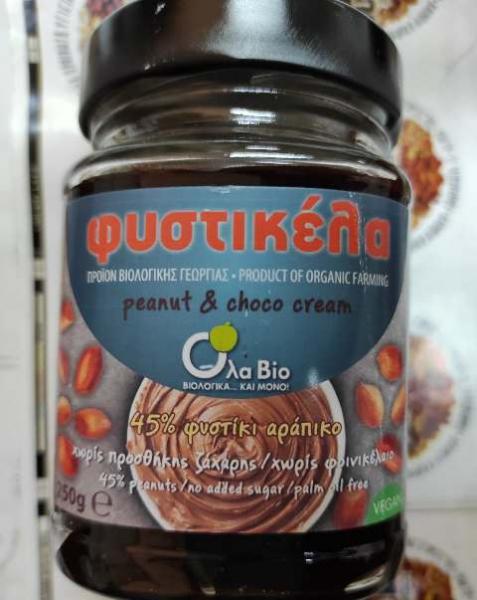 φυστικέλα
ΠΡΟΪΟΝ ΒΙΟΛΟΓΙΚΗΣ ΓΕΩΡΓΙΑΣ • PRODUCT OF ORGANIC FARMING
peanut & choco cream
Όλα Bio
ΒΙΟΛΟΓΙΚΑ... ΚΑΙ ΜΟΝΟ!
45% φυστίκι αράπικο
χωρίς προσθήκης ζάχαρης/χωρίς φοινικέλαιο
45% peanuts/no added sugar/palm oil free
250g e
VEGAN